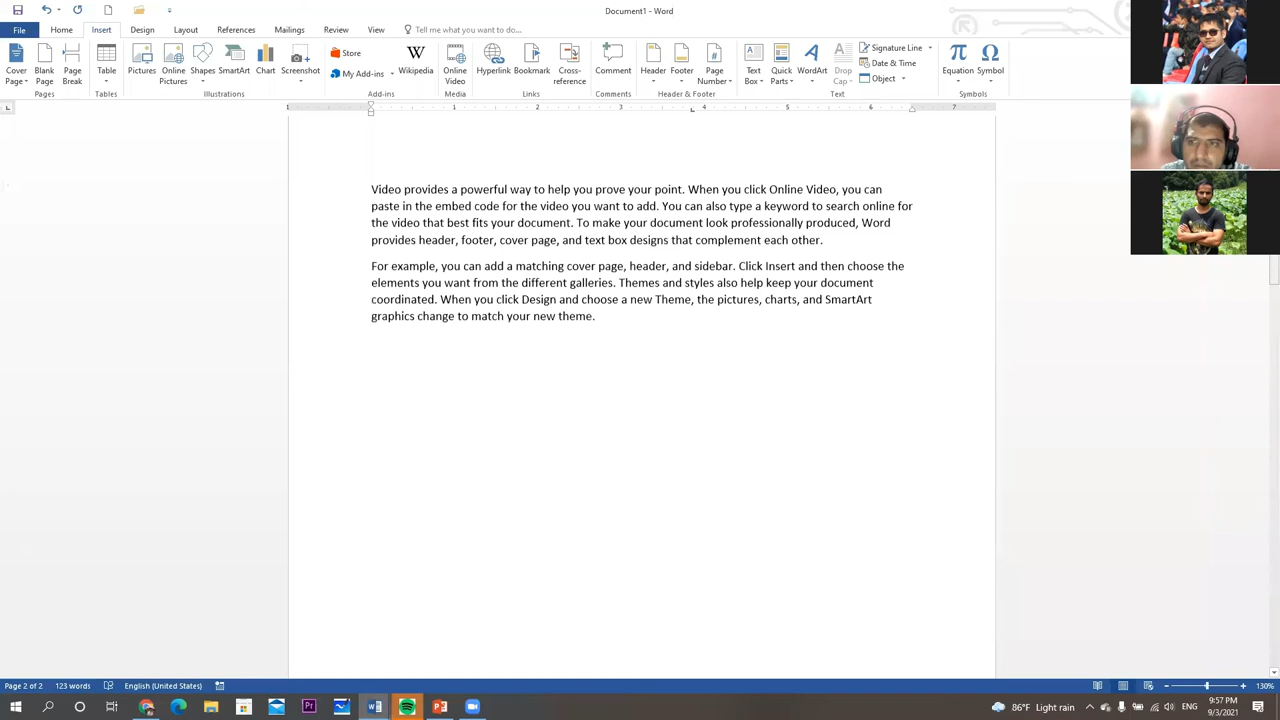 Document1 - Word
File Home Insert Design Layout References Mailings Review View Tell me what you want to do...
Cover Page
Blank Page
Page Break
Pages
Table
Tables
Pictures
Online Pictures
Shapes
SmartArt
Chart
Screenshot
Illustrations
Store
My Add-ins
Wikipedia
Add-ins
Online Video
Media
Hyperlink
Bookmark
Cross-reference
Links
Comment
Comments
Header
Footer
Page Number
Header & Footer
Text Box
Quick Parts
WordArt
Drop Cap
Signature Line
Date & Time
Object
Text
Equation
Symbol
Symbols
1 1 2 3 4 5 6 7
Video provides a powerful way to help you prove your point. When you click Online Video, you can
paste in the embed code for the video you want to add. You can also type a keyword to search online for
the video that best fits your document. To make your document look professionally produced, Word
provides header, footer, cover page, and text box designs that complement each other.
For example, you can add a matching cover page, header, and sidebar. Click Insert and then choose the
elements you want from the different galleries. Themes and styles also help keep your document
coordinated. When you click Design and choose a new Theme, the pictures, charts, and SmartArt
graphics change to match your new theme.
Page 2 of 2 123 words English (United States) 130%
86°F Light rain 9:57 PM
9/3/2021